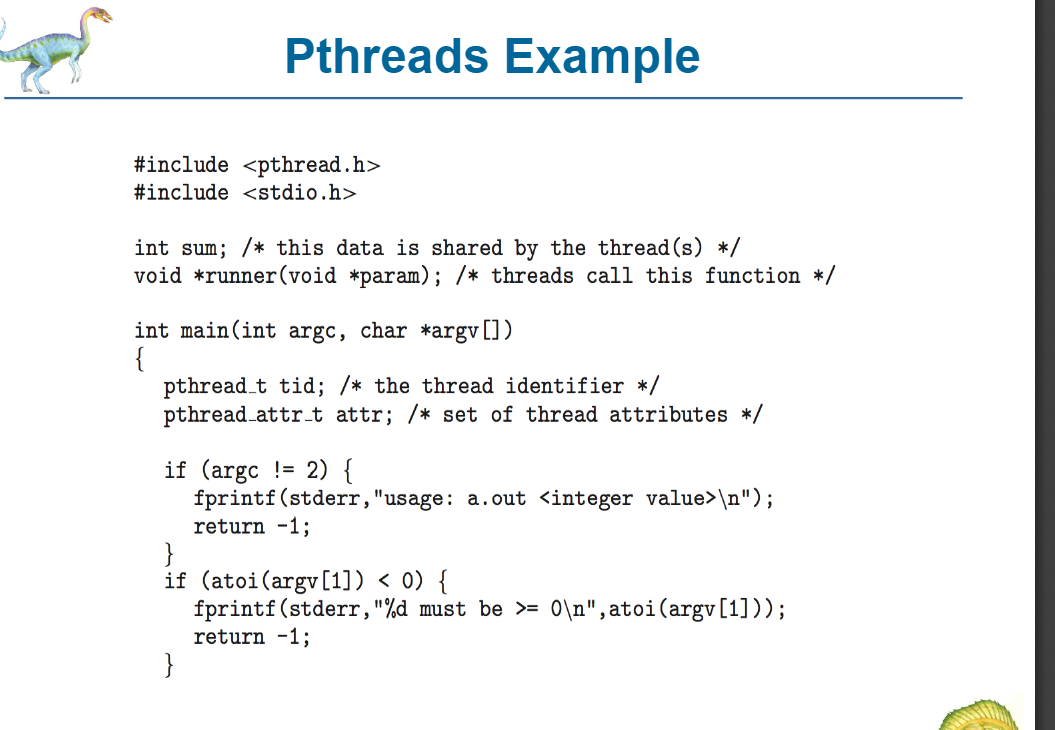 Pthreads Example
#include <pthread.h>
#include <stdio.h>
int sum; /* this data is shared by the thread(s) */
void *runner(void *param); /* threads call this function */
int main(int argc, char *argv[])
{
pthread_t tid; /* the thread identifier */
pthread_attr_t attr; /* set of thread attributes */
if (argc != 2) {
fprintf(stderr,"usage: a.out <integer value>\n");
return -1;
}
if (atoi(argv[1]) < 0) {
fprintf(stderr,"%d must be >= 0\n",atoi(argv[1]));
return -1;
}